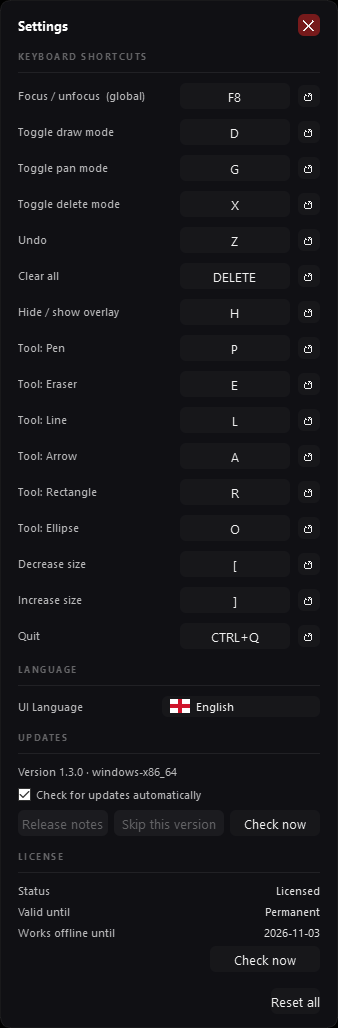 Settings
KEYBOARD SHORTCUTS
Focus / unfocus (global) F8
Toggle draw mode D
Toggle pan mode G
Toggle delete mode X
Undo Z
Clear all DELETE
Hide / show overlay H
Tool: Pen P
Tool: Eraser E
Tool: Line L
Tool: Arrow A
Tool: Rectangle R
Tool: Ellipse O
Decrease size [
Increase size ]
Quit CTRL+Q
LANGUAGE
UI Language English
UPDATES
Version 1.3.0 · windows-x86_64
Check for updates automatically
Release notes Skip this version Check now
LICENSE
Status Licensed
Valid until Permanent
Works offline until 2026-11-03
Check now
Reset all